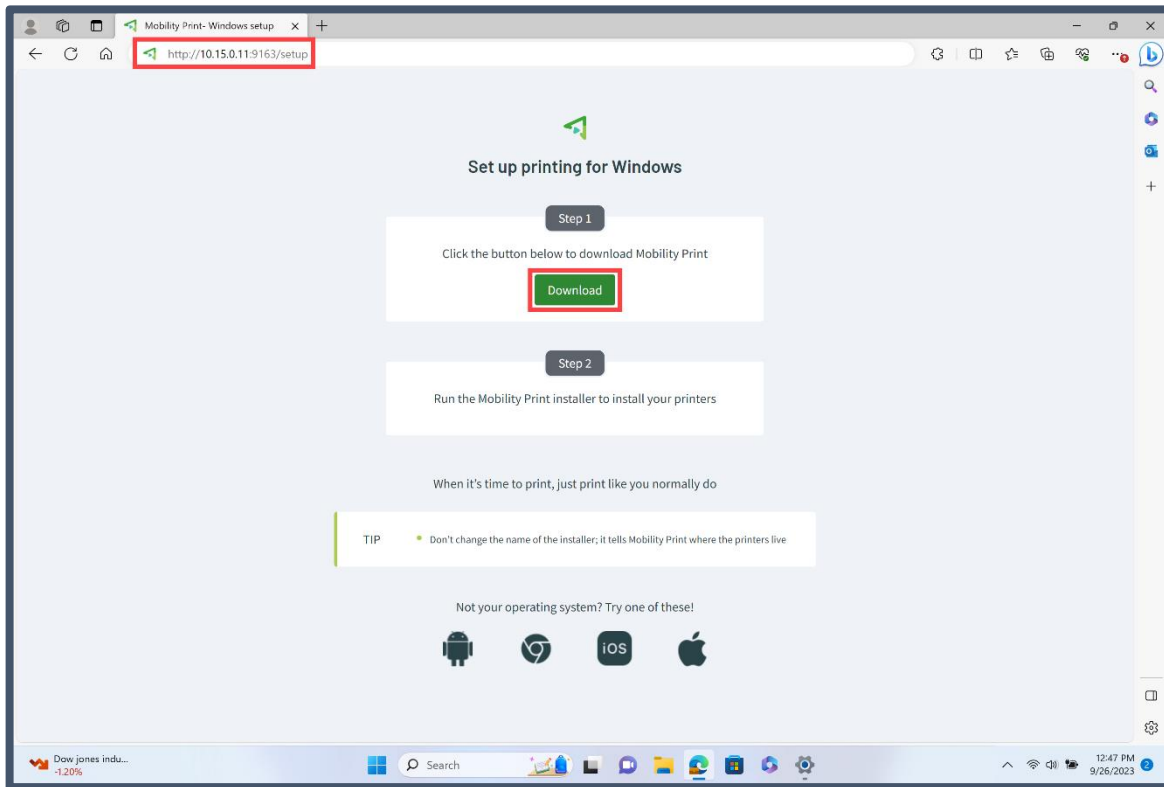 Mobility Print- Windows setup
http://10.15.0.11:9163/setup
Set up printing for Windows
Step 1
Click the button below to download Mobility Print
Download
Step 2
Run the Mobility Print installer to install your printers
When it's time to print, just print like you normally do
TIP
Don't change the name of the installer; it tells Mobility Print where the printers live
Not your operating system? Try one of these!
iOS
Dow jones indu...
-1.20%
Search
12:47 PM
9/26/2023
2